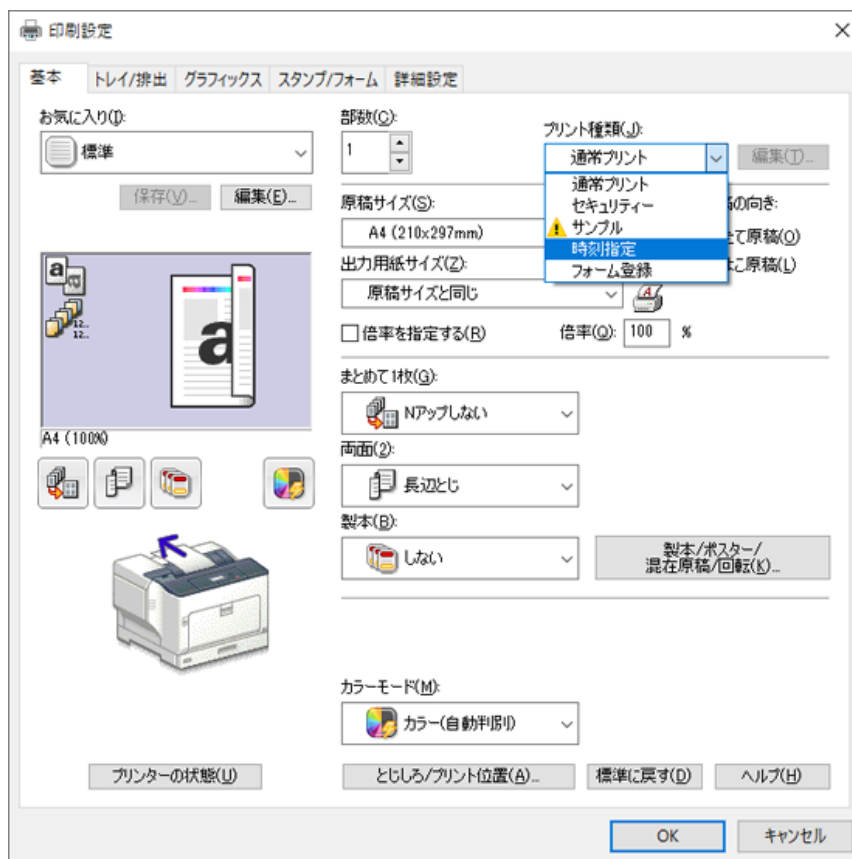 印刷設定
基本
トレイ/排出
グラフィックス
スタンプ/フォーム
詳細設定
お気に入り(I):
標準
保存(V)...
編集(E)...
A4 (100%)
プリンターの状態(U)
部数(C):
1
プリント種類(J):
通常プリント
編集(T)...
通常プリント
セキュリティー
サンプル
時刻指定
フォーム登録
原稿サイズ(S):
A4 (210x297mm)
の向き:
て原稿(O)
こ原稿(L)
出力用紙サイズ(Z):
原稿サイズと同じ
倍率を指定する(R)
倍率(Q):
100
%
まとめて1枚(G):
Nアップしない
両面(2):
長辺とじ
製本(B):
しない
製本/ポスター/
混在原稿/回転(K)...
カラーモード(M):
カラー(自動判別)
とじしろ/プリント位置(A)...
標準に戻す(D)
ヘルプ(H)
OK
キャンセル